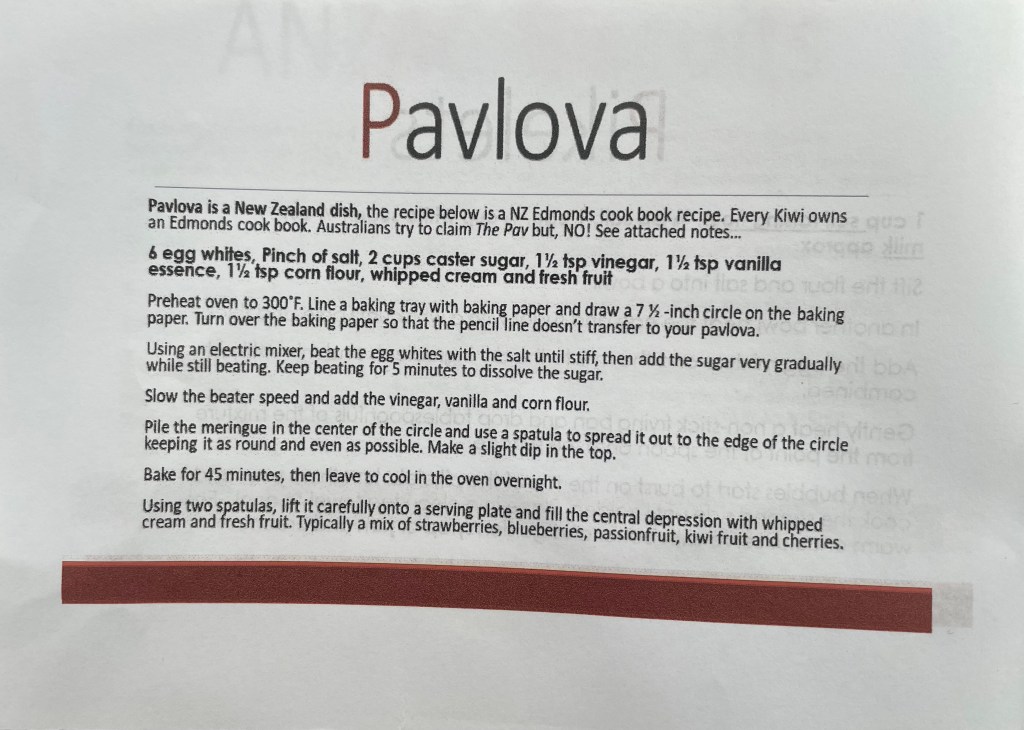 Pavlova
Pavlova is a New Zealand dish, the recipe below is a NZ Edmonds cook book recipe. Every Kiwi owns
an Edmonds cook book. Australians try to claim The Pav but, NO! See attached notes...
6 egg whites, Pinch of salt, 2 cups caster sugar, 1½ tsp vinegar, 1½ tsp vanilla
essence, 1½ tsp corn flour, whipped cream and fresh fruit
Preheat oven to 300°F. Line a baking tray with baking paper and draw a 7 ½ -inch circle on the baking
paper. Turn over the baking paper so that the pencil line doesn't transfer to your pavlova.
Using an electric mixer, beat the egg whites with the salt until stiff, then add the sugar very gradually
while still beating. Keep beating for 5 minutes to dissolve the sugar.
Slow the beater speed and add the vinegar, vanilla and corn flour.
Pile the meringue in the center of the circle and use a spatula to spread it out to the edge of the circle
keeping it as round and even as possible. Make a slight dip in the top.
Bake for 45 minutes, then leave to cool in the oven overnight.
Using two spatulas, lift it carefully onto a serving plate and fill the central depression with whipped
cream and fresh fruit. Typically a mix of strawberries, blueberries, passionfruit, kiwi fruit and cherries.